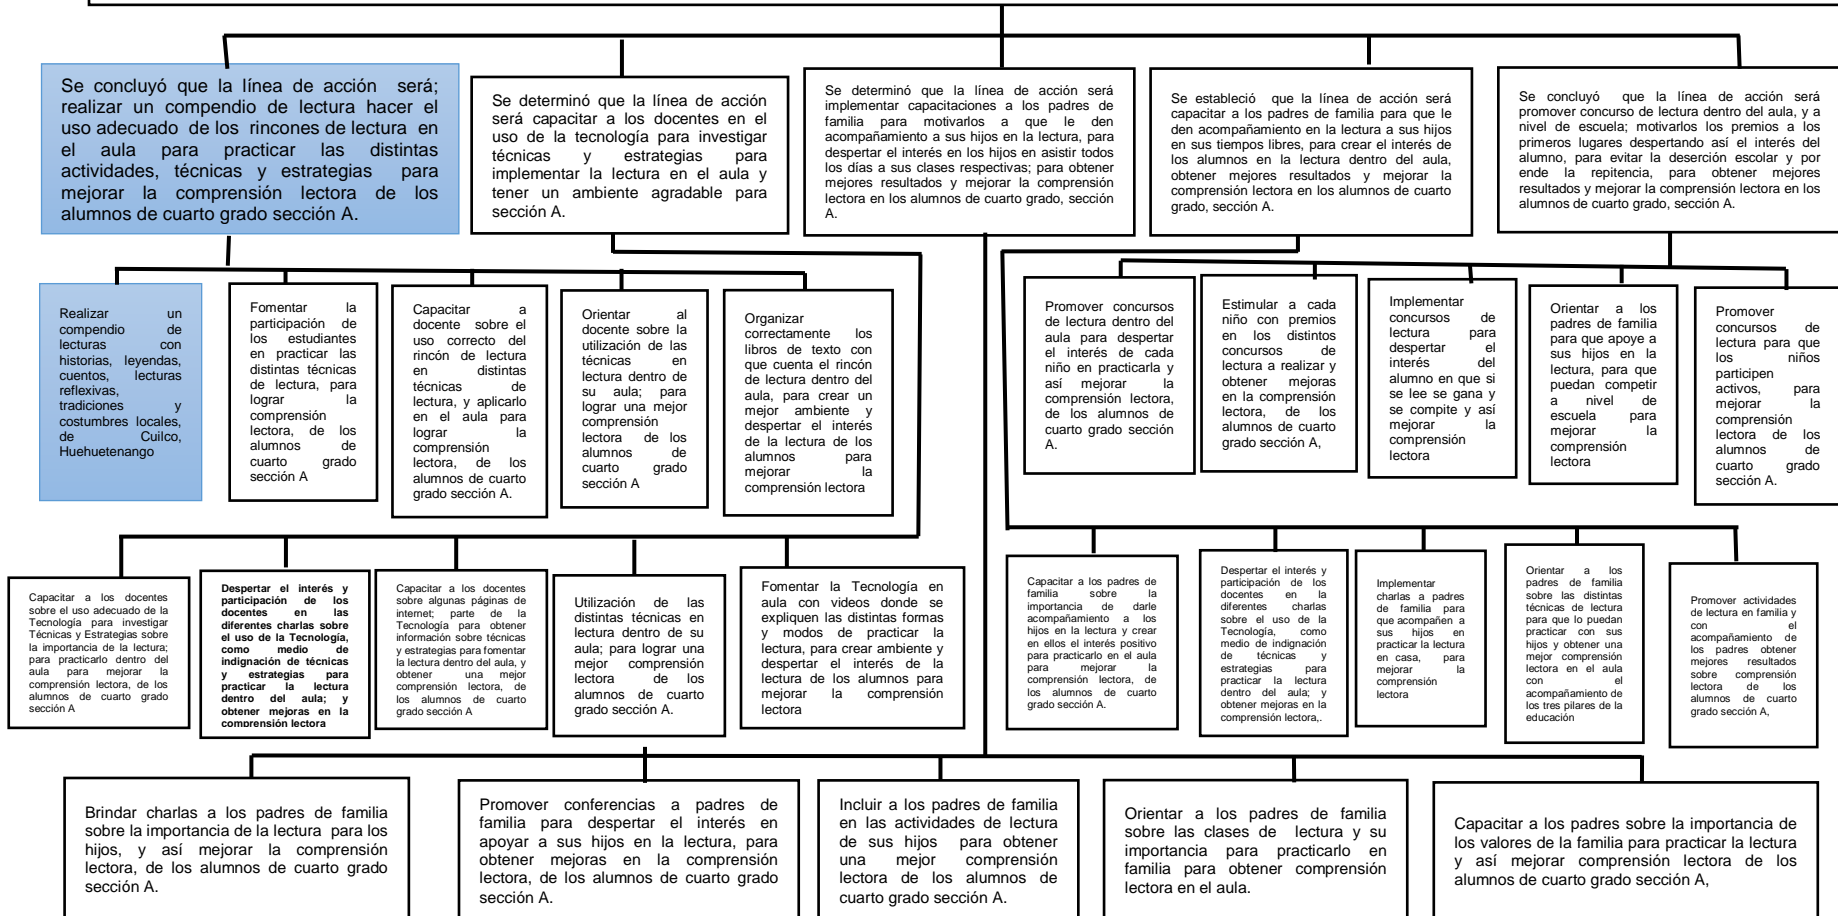 Se concluyó que la línea de acción será;
realizar un compendio de lectura hacer el
uso adecuado de los rincones de lectura en
el aula para practicar las distintas
actividades, técnicas y estrategias para
mejorar la comprensión lectora de los
alumnos de cuarto grado sección A.
Se determinó que la línea de acción
será capacitar a los docentes en el
uso de la tecnología para investigar
técnicas y estrategias para
implementar la lectura en el aula y
tener un ambiente agradable para
sección A.
Se determinó que la línea de acción será
implementar capacitaciones a los padres de
familia para motivarlos a que le den
acompañamiento a sus hijos en la lectura, para
despertar el interés en los hijos en asistir todos
los días a sus clases respectivas; para obtener
mejores resultados y mejorar la comprensión
lectora en los alumnos de cuarto grado, sección
A.
Se estableció que la línea de acción será
capacitar a los padres de familia para que le
den acompañamiento en la lectura a sus hijos
en sus tiempos libres, para crear el interés de
los alumnos en la lectura dentro del aula,
obtener mejores resultados y mejorar la
comprensión lectora en los alumnos de cuarto
grado, sección A.
Se concluyó que la línea de acción será
promover concurso de lectura dentro del aula, y a
nivel de escuela; motivarlos los premios a los
primeros lugares despertando así el interés del
alumno, para evitar la deserción escolar y por
ende la repitencia, para obtener mejores
resultados y mejorar la comprensión lectora en los
alumnos de cuarto grado, sección A.
Realizar un
compendio de
lecturas con
historias, leyendas,
cuentos, lecturas
reflexivas,
tradiciones y
costumbres locales,
de Cuilco,
Huehuetenango
Fomentar la
participación de
los estudiantes
en practicar las
distintas técnicas
de lectura, para
lograr la
comprensión
lectora, de los
alumnos de
cuarto grado
sección A
Capacitar a
docente sobre el
uso correcto del
rincón de lectura
en distintas
técnicas de
lectura, y aplicarlo
en el aula para
lograr la
comprensión
lectora, de los
alumnos de cuarto
grado sección A.
Orientar al
docente sobre la
utilización de las
técnicas en
lectura dentro de
su aula; para
lograr una mejor
comprensión
lectora de los
alumnos de
cuarto grado
sección A
Organizar
correctamente los
libros de texto con
que cuenta el rincón
de lectura dentro del
aula, para crear un
mejor ambiente y
despertar el interés
de la lectura de los
alumnos para
mejorar la
comprensión lectora
Promover concursos
de lectura dentro del
aula para despertar
el interés de cada
niño en practicarla y
así mejorar la
comprensión lectora,
de los alumnos de
cuarto grado sección
A.
Estimular a cada
niño con premios
en los distintos
concursos de
lectura a realizar y
obtener mejoras
en la comprensión
lectora, de los
alumnos de cuarto
grado sección A,
Implementar
concursos de
lectura para
despertar el
interés del
alumno en que si
se lee se gana y
se compite y así
mejorar la
comprensión
lectora
Orientar a los
padres de familia
para que apoye a
sus hijos en la
lectura, para que
puedan competir
a nivel de
escuela para
mejorar la
comprensión
lectora
Promover
concursos de
lectura para que
los niños
participen
activos, para
mejorar la
comprensión
lectora de los
alumnos de
cuarto grado
sección A.
Capacitar a los docentes
sobre el uso adecuado de la
Tecnología para investigar
Técnicas y Estrategias sobre
la importancia de la lectura;
para practicarlo dentro del
aula para mejorar la
comprensión lectora, de los
alumnos de cuarto grado
sección A
Despertar el interés y
participación de los
docentes en las
diferentes charlas sobre
el uso de la Tecnología,
como medio de
indignación de técnicas
y estrategias para
practicar la lectura
dentro del aula; y
obtener mejoras en la
comprensión lectora
Capacitar a los docentes
sobre algunas páginas de
internet; parte de la
Tecnología para obtener
información sobre técnicas
y estrategias para fomentar
la lectura dentro del aula, y
obtener una mejor
comprensión lectora, de
los alumnos de cuarto
grado sección A
Utilización de las
distintas técnicas en
lectura dentro de su
aula; para lograr una
mejor comprensión
lectora de los
alumnos de cuarto
grado sección A.
Fomentar la Tecnología en
aula con videos donde se
expliquen las distintas formas
y modos de practicar la
lectura, para crear ambiente y
despertar el interés de la
lectura de los alumnos para
mejorar la comprensión
lectora
Capacitar a los padres de
familia sobre la
importancia de darle
acompañamiento a los
hijos en la lectura y crear
en ellos el interés positivo
para practicarlo en el aula
para mejorar la
comprensión lectora, de
los alumnos de cuarto
grado sección A.
Despertar el interés y
participación de los
docentes en la
diferentes charlas
sobre el uso de la
Tecnología, como
medio de indignación
de técnicas y
estrategias para
practicar la lectura
dentro del aula; y
obtener mejoras en la
comprensión lectora,.
Implementar
charlas a padres
de familia para
que acompañen a
sus hijos en
practicar la lectura
en casa, para
mejorar la
comprensión
lectora
Orientar a los
padres de familia
sobre las distintas
técnicas de lectura
para que lo puedan
practicar con sus
hijos y obtener una
mejor comprensión
lectora en el aula
con el
acompañamiento de
los tres pilares de la
educación
Promover actividades
de lectura en familia y
con el
acompañamiento de
los padres obtener
mejores resultados
sobre comprensión
lectora de los
alumnos de cuarto
grado sección A,
Brindar charlas a los padres de familia
sobre la importancia de la lectura para los
hijos, y así mejorar la comprensión
lectora, de los alumnos de cuarto grado
sección A.
Promover conferencias a padres de
familia para despertar el interés en
apoyar a sus hijos en la lectura, para
obtener mejoras en la comprensión
lectora, de los alumnos de cuarto grado
sección A.
Incluir a los padres de familia
en las actividades de lectura
de sus hijos para obtener
una mejor comprensión
lectora de los alumnos de
cuarto grado sección A.
Orientar a los padres de familia
sobre las clases de lectura y su
importancia para practicarlo en
familia para obtener comprensión
lectora en el aula.
Capacitar a los padres sobre la importancia de
los valores de la familia para practicar la lectura
y así mejorar comprensión lectora de los
alumnos de cuarto grado sección A,